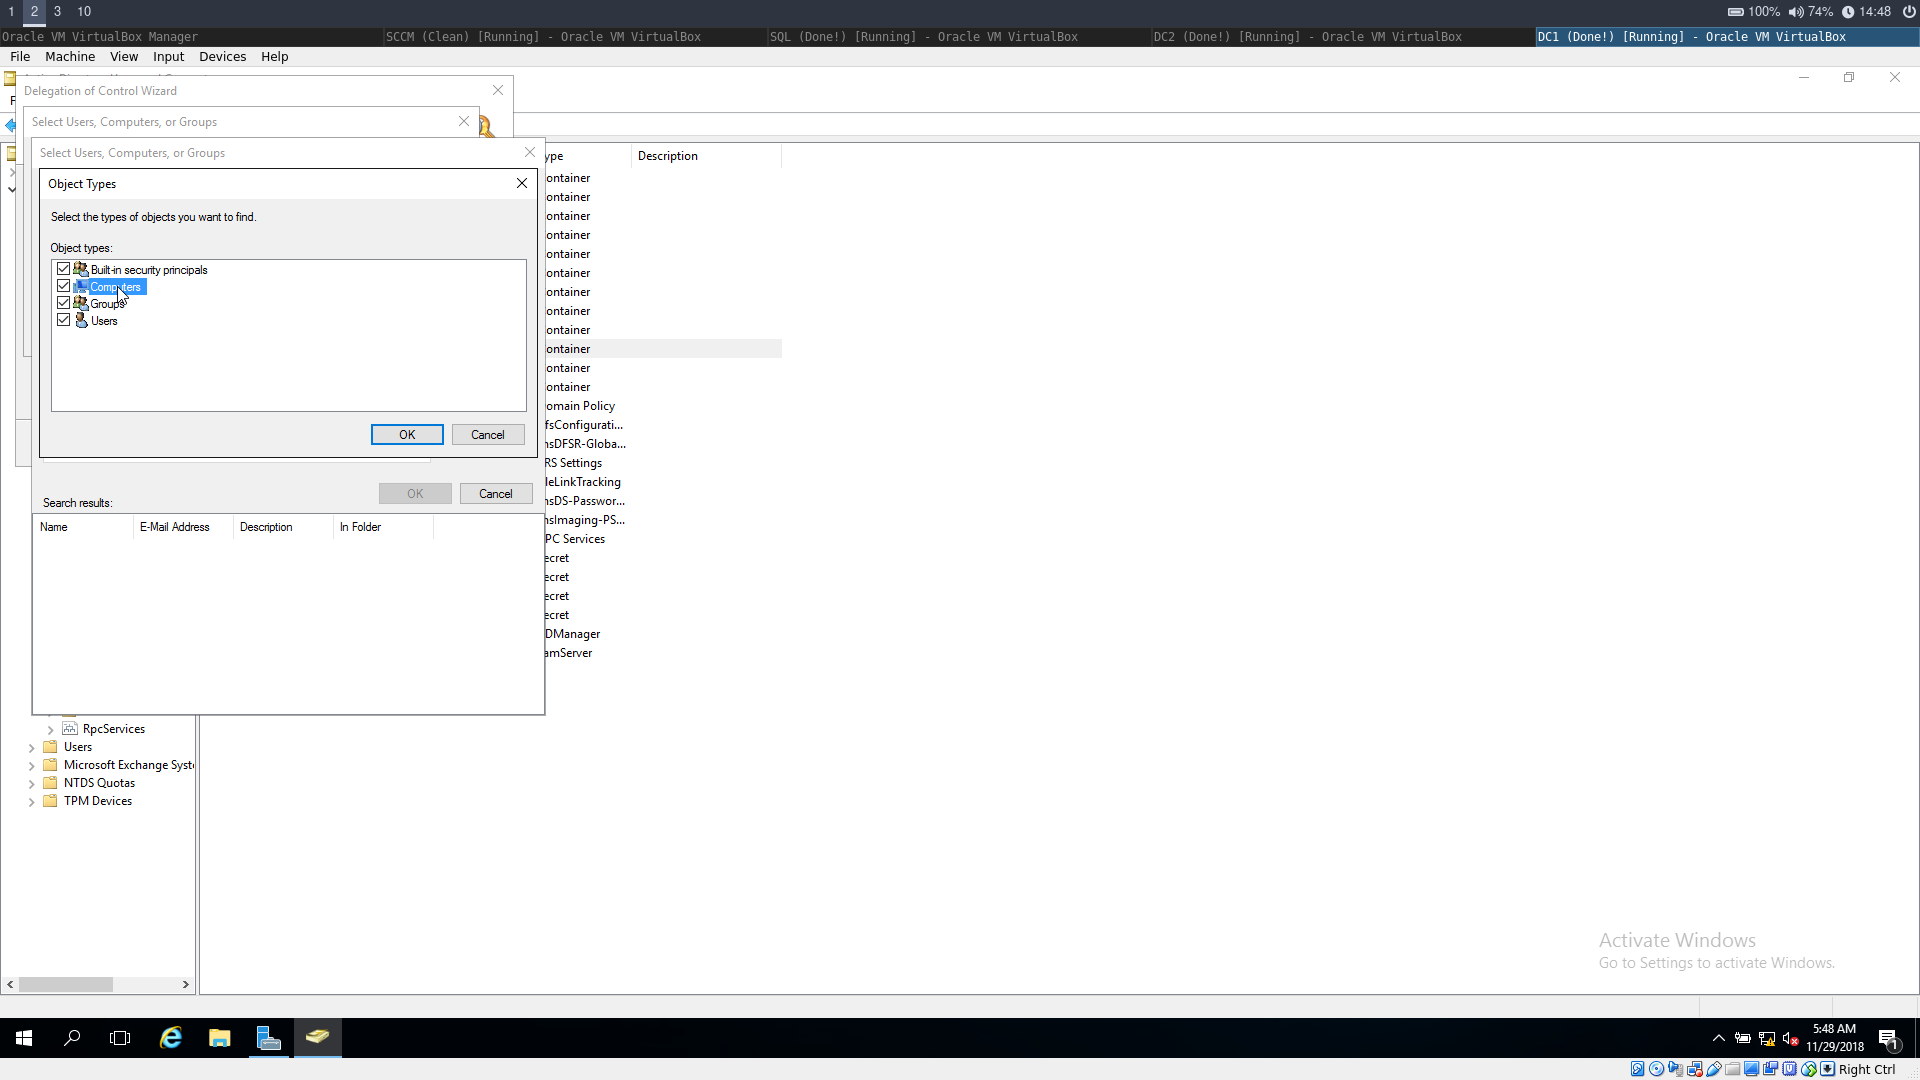 1 2 3 10 100% 74% 14:48
Oracle VM VirtualBox Manager SCCM (Clean) [Running] - Oracle VM VirtualBox SQL (Done!) [Running] - Oracle VM VirtualBox DC2 (Done!) [Running] - Oracle VM VirtualBox DC1 (Done!) [Running] - Oracle VM VirtualBox
File Machine View Input Devices Help
Delegation of Control Wizard
Select Users, Computers, or Groups
Select Users, Computers, or Groups
Object Types
Select the types of objects you want to find.
Object types:
Built-in security principals
Computers
Groups
Users
OK Cancel
OK Cancel
Search results:
Name E-Mail Address Description In Folder
ype Description
ontainer
ontainer
ontainer
ontainer
ontainer
ontainer
ontainer
ontainer
ontainer
ontainer
ontainer
ontainer
omain Policy
fsConfigurati...
nsDFSR-Globa...
RS Settings
leLinkTracking
nsDS-Passwor...
nsImaging-PS...
PC Services
ecret
ecret
ecret
ecret
DManager
amServer
RpcServices
Users
Microsoft Exchange Syst
NTDS Quotas
TPM Devices
Activate Windows
Go to Settings to activate Windows.
5:48 AM
11/29/2018
1
Right Ctrl